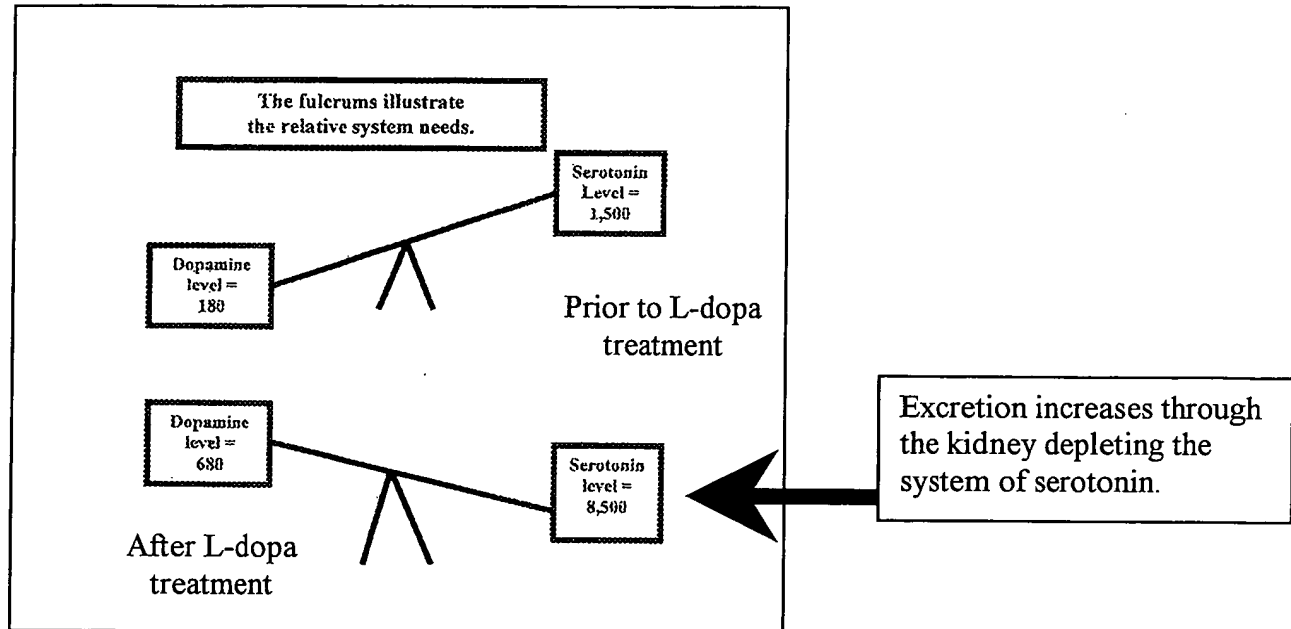 The fulcrums illustrate
the relative system needs.
Serotonin
Level =
1,500
Dopamine
level =
180
Prior to L-dopa
treatment
Dopamine
level =
680
Serotonin
level =
8,500
After L-dopa
treatment
Excretion increases through
the kidney depleting the
system of serotonin.